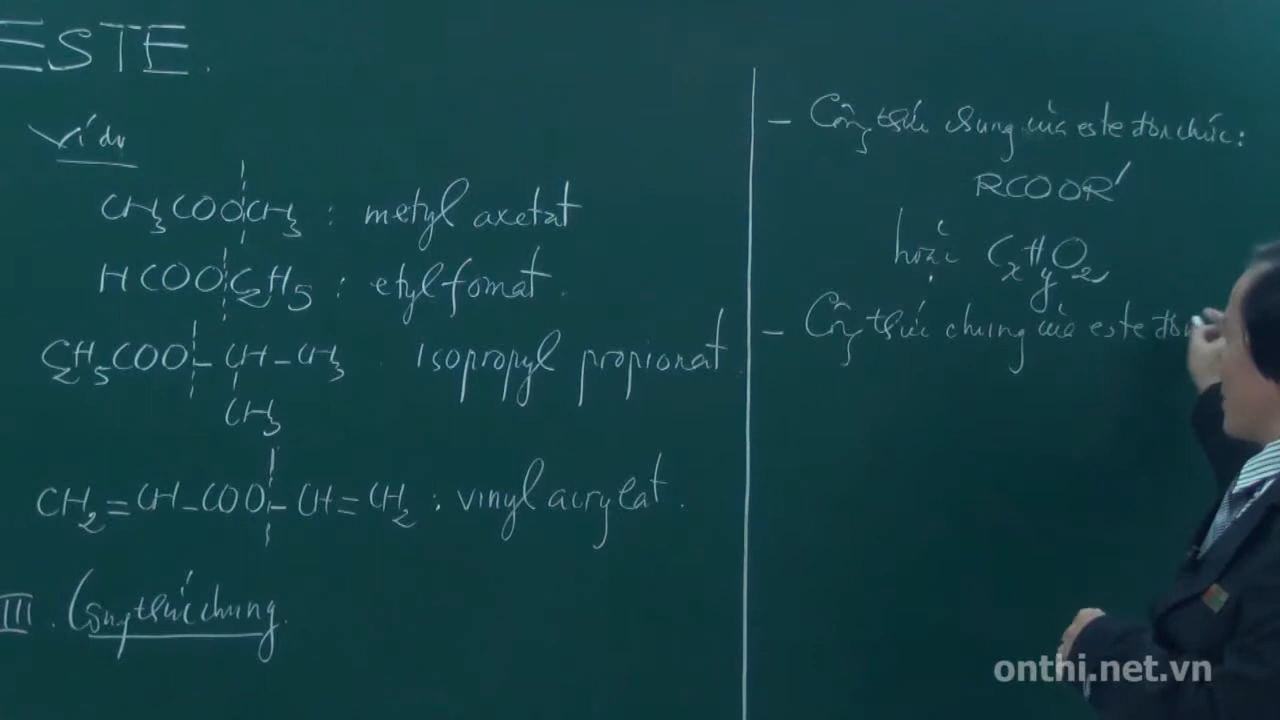 ESTE.
Ví dụ
CH₃COOCH₃ : metyl axetat
HCOOC₂H₅ : etyl fomat.
C₂H₅COO-CH-CH₃ . isopropyl propionat
CH₃
CH₂=CH-COO-CH=CH₂ : vinyl acrylat.
III. Công thức chung.
- Công thức chung của este đơn chức:
RCOOR'
hoặc CₓHᵧO₂
- Công thức chung của este đơn
onthi.net.vn